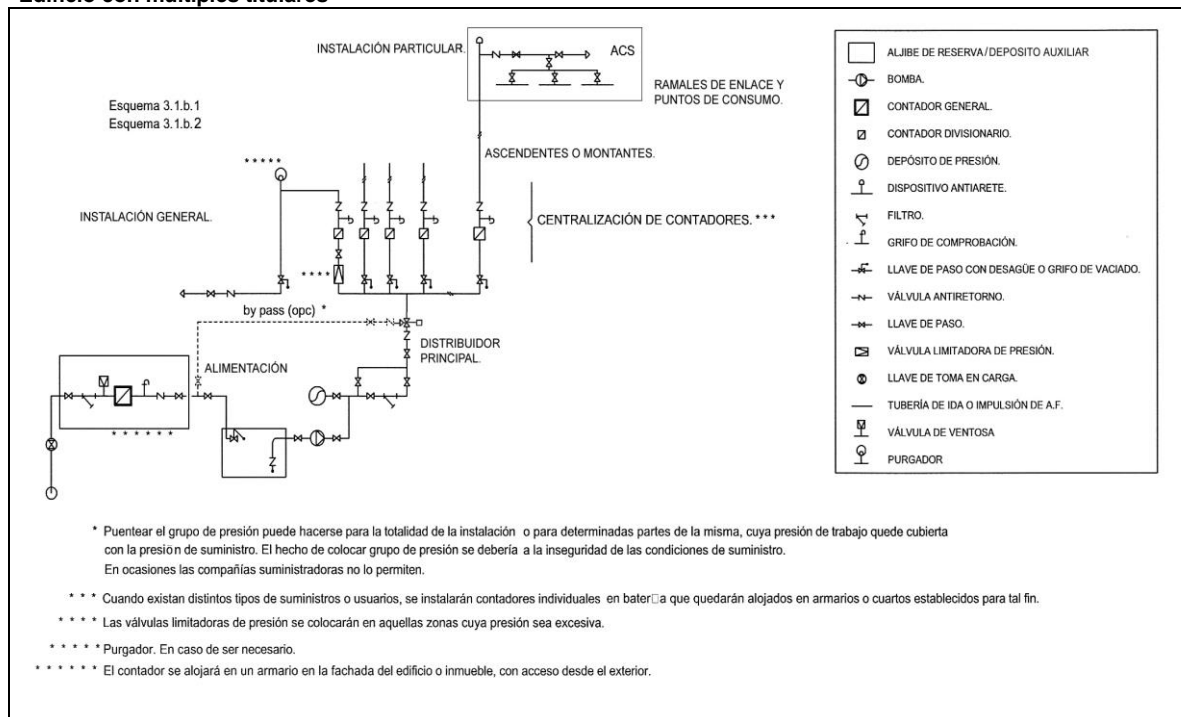 Edificio con múltiples titulares
INSTALACIÓN PARTICULAR.
ACS
RAMALES DE ENLACE Y
PUNTOS DE CONSUMO.
Esquema 3.1.b.1
Esquema 3.1.b.2
ASCENDENTES O MONTANTES.
* * * * *
INSTALACIÓN GENERAL.
CENTRALIZACIÓN DE CONTADORES. * * *
* * * *
by pass (opc) *
DISTRIBUIDOR
PRINCIPAL.
ALIMENTACIÓN
* * * * * *
ALJIBE DE RESERVA/DEPOSITO AUXILIAR
BOMBA.
CONTADOR GENERAL.
CONTADOR DIVISIONARIO.
DEPÓSITO DE PRESIÓN.
DISPOSITIVO ANTIARETE.
FILTRO.
GRIFO DE COMPROBACIÓN.
LLAVE DE PASO CON DESAGÜE O GRIFO DE VACIADO.
VÁLVULA ANTIRETORNO.
LLAVE DE PASO.
VÁLVULA LIMITADORA DE PRESIÓN.
LLAVE DE TOMA EN CARGA.
TUBERÍA DE IDA O IMPULSIÓN DE A.F.
VÁLVULA DE VENTOSA
PURGADOR
* Puentear el grupo de presión puede hacerse para la totalidad de la instalación o para determinadas partes de la misma, cuya presión de trabajo quede cubierta
con la presión de suministro. El hecho de colocar grupo de presión se debería a la inseguridad de las condiciones de suministro.
En ocasiones las compañías suministradoras no lo permiten.
* * * Cuando existan distintos tipos de suministros o usuarios, se instalarán contadores individuales en bater□a que quedarán alojados en armarios o cuartos establecidos para tal fin.
* * * * Las válvulas limitadoras de presión se colocarán en aquellas zonas cuya presión sea excesiva.
* * * * * Purgador. En caso de ser necesario.
* * * * * * El contador se alojará en un armario en la fachada del edificio o inmueble, con acceso desde el exterior.